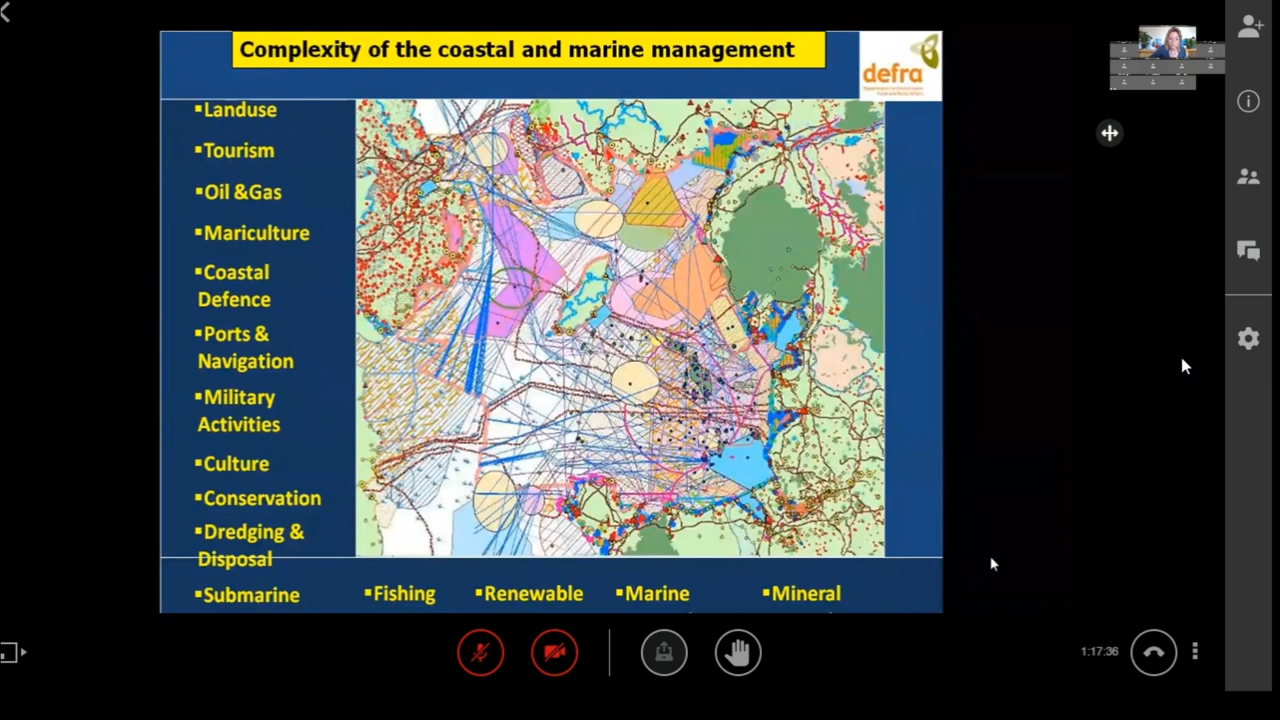 Complexity of the coastal and marine management
defra
▪Landuse
▪Tourism
▪Oil &Gas
▪Mariculture
▪Coastal
Defence
▪Ports &
Navigation
▪Military
Activities
▪Culture
▪Conservation
▪Dredging &
Disposal
▪Submarine
▪Fishing
▪Renewable
▪Marine
▪Mineral
1:17:36